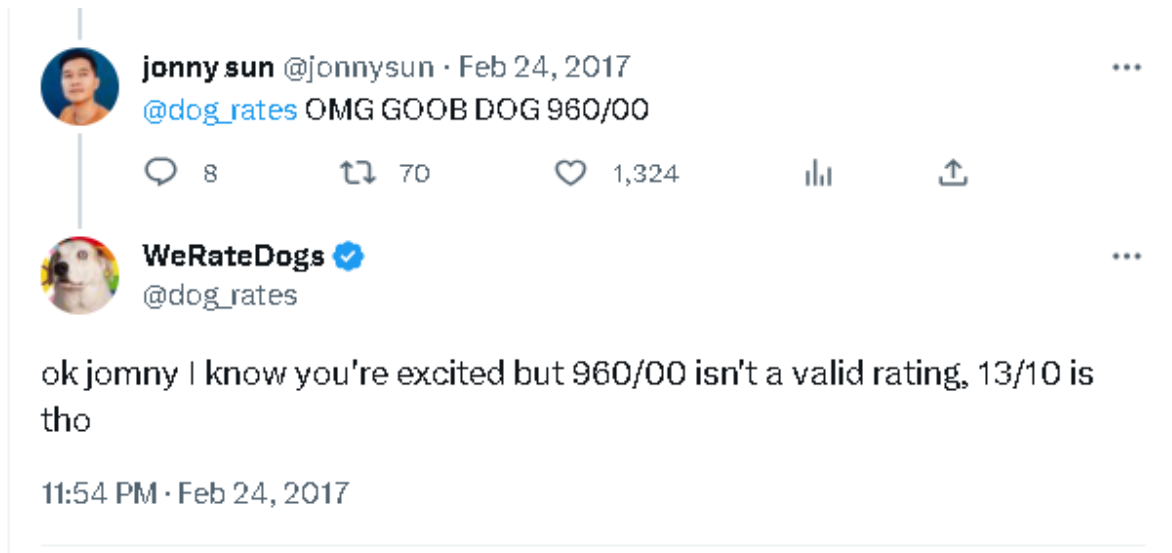 jonny sun @jonnysun · Feb 24, 2017
@dog_rates OMG GOOB DOG 960/00
8 70 1,324
WeRateDogs
@dog_rates
ok jomny I know you're excited but 960/00 isn't a valid rating, 13/10 is
tho
11:54 PM · Feb 24, 2017